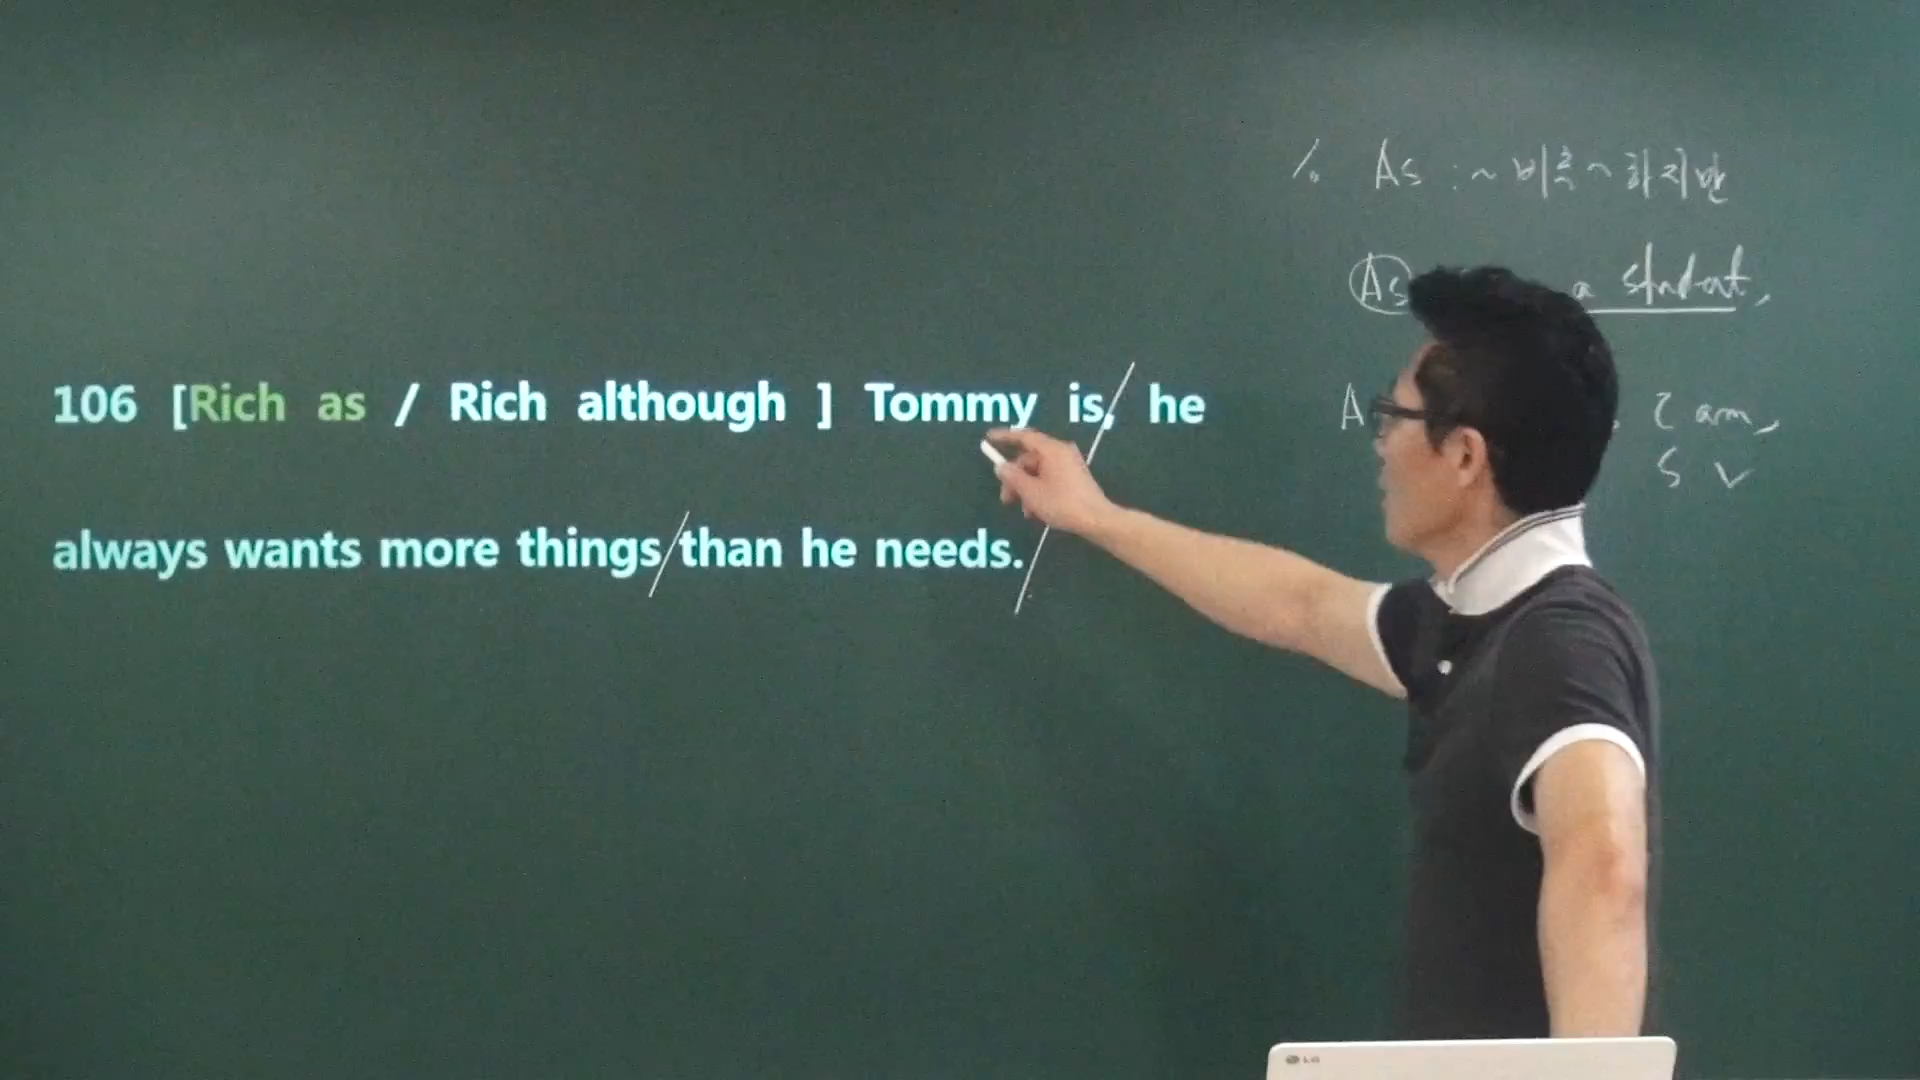 106 [Rich as / Rich although ] Tommy is, he
always wants more things/than he needs.
1. As : ~ 비록 ~ 하지만
As a student,
A I am,
S V
LG